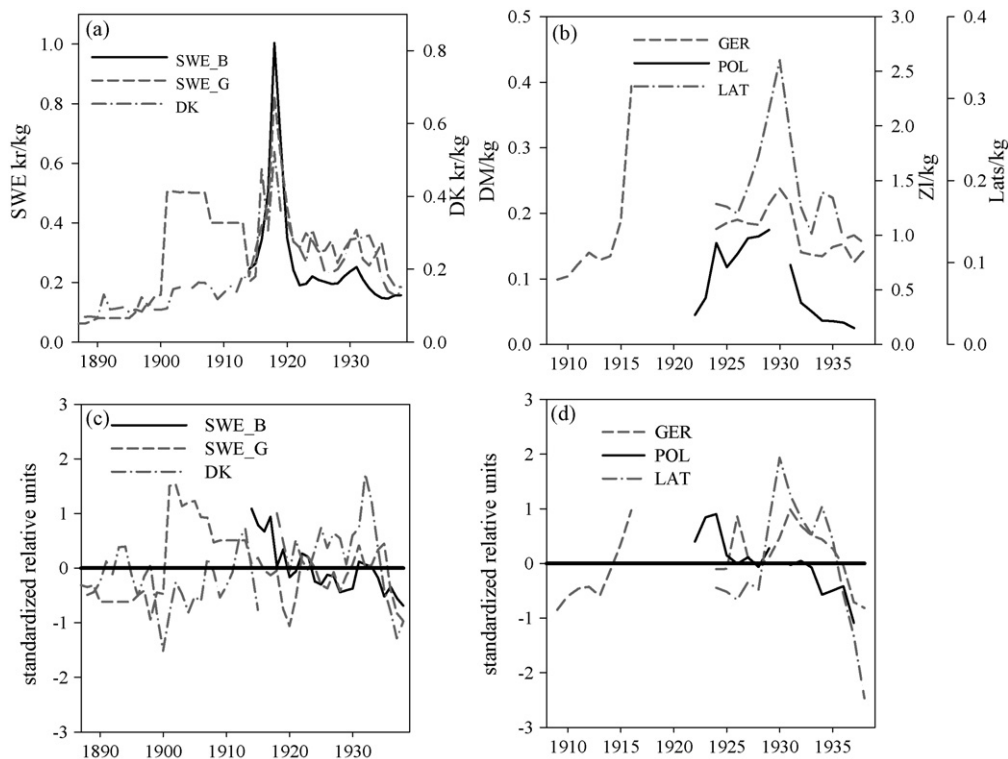 (a)
SWE_B
SWE_G
DK
SWE kr/kg
1.0
0.8
0.6
0.4
0.2
0.0
DK kr/kg
0.8
0.6
0.4
0.2
0.0
1890 1900 1910 1920 1930
(b)
GER
POL
LAT
DM/kg
0.5
0.4
0.3
0.2
0.1
0.0
Zl/kg
3.0
2.5
2.0
1.5
1.0
0.5
0.0
Lats/kg
0.4
0.3
0.2
0.1
0.0
1910 1915 1920 1925 1930 1935
(c)
SWE_B
SWE_G
DK
standardized relative units
3
2
1
0
-1
-2
-3
1890 1900 1910 1920 1930
(d)
GER
POL
LAT
standardized relative units
3
2
1
0
-1
-2
-3
1910 1915 1920 1925 1930 1935